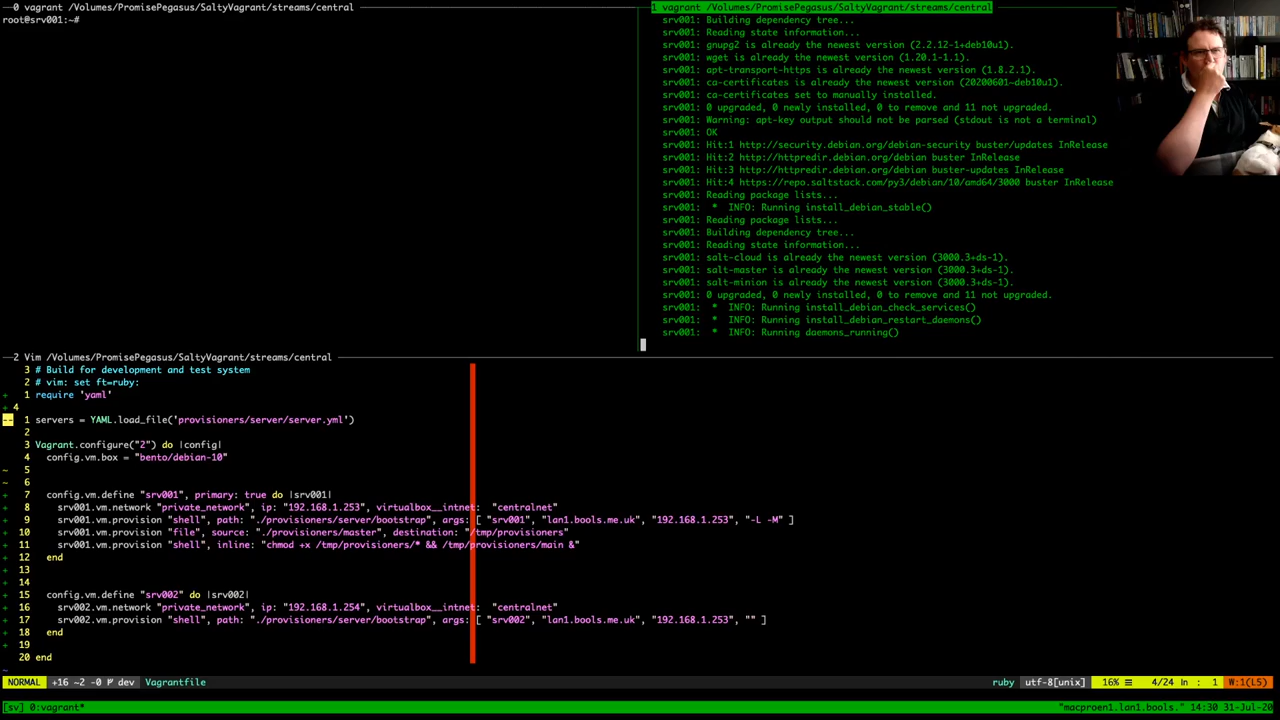 —0 vagrant /Volumes/PromisePegasus/SaltyVagrant/streams/central
root@srv001:~#
1 vagrant /Volumes/PromisePegasus/SaltyVagrant/streams/central
srv001: Building dependency tree...
srv001: Reading state information...
srv001: gnupg2 is already the newest version (2.2.12-1+deb10u1).
srv001: wget is already the newest version (1.20.1-1.1).
srv001: apt-transport-https is already the newest version (1.8.2.1).
srv001: ca-certificates is already the newest version (20200601~deb10u1).
srv001: ca-certificates set to manually installed.
srv001: 0 upgraded, 0 newly installed, 0 to remove and 11 not upgraded.
srv001: Warning: apt-key output should not be parsed (stdout is not a terminal)
srv001: OK
srv001: Hit:1 http://security.debian.org/debian-security buster/updates InRelease
srv001: Hit:2 http://httpredir.debian.org/debian buster InRelease
srv001: Hit:3 http://httpredir.debian.org/debian buster-updates InRelease
srv001: Hit:4 https://repo.saltstack.com/py3/debian/10/amd64/3000 buster InRelease
srv001: Reading package lists...
srv001:  *  INFO: Running install_debian_stable()
srv001: Reading package lists...
srv001: Building dependency tree...
srv001: Reading state information...
srv001: salt-cloud is already the newest version (3000.3+ds-1).
srv001: salt-master is already the newest version (3000.3+ds-1).
srv001: salt-minion is already the newest version (3000.3+ds-1).
srv001: 0 upgraded, 0 newly installed, 0 to remove and 11 not upgraded.
srv001:  *  INFO: Running install_debian_check_services()
srv001:  *  INFO: Running install_debian_restart_daemons()
srv001:  *  INFO: Running daemons_running()
—2 Vim /Volumes/PromisePegasus/SaltyVagrant/streams/central
3 # Build for development and test system
2 # vim: set ft=ruby:
+ 1 require 'yaml'
+ 4
-- 1 servers = YAML.load_file('provisioners/server/server.yml')
2
3 Vagrant.configure("2") do |config|
4   config.vm.box = "bento/debian-10"
~ 5
~ 6
+ 7   config.vm.define "srv001", primary: true do |srv001|
+ 8     srv001.vm.network "private_network", ip: "192.168.1.253", virtualbox__intnet:  "centralnet"
+ 9     srv001.vm.provision "shell", path: "./provisioners/server/bootstrap", args: [ "srv001", "lan1.bools.me.uk", "192.168.1.253", "-L -M" ]
+ 10     srv001.vm.provision "file", source: "./provisioners/master", destination: "/tmp/provisioners"
+ 11     srv001.vm.provision "shell", inline: "chmod +x /tmp/provisioners/* && /tmp/provisioners/main &"
+ 12   end
+ 13
+ 14
+ 15   config.vm.define "srv002" do |srv002|
+ 16     srv002.vm.network "private_network", ip: "192.168.1.254", virtualbox__intnet:  "centralnet"
+ 17     srv002.vm.provision "shell", path: "./provisioners/server/bootstrap", args: [ "srv002", "lan1.bools.me.uk", "192.168.1.253", "" ]
+ 18   end
+ 19
20 end
~
NORMAL +16 ~2 -0 dev Vagrantfile ruby utf-8[unix] 16% 4/24 ln : 1 W:1(L5)
[sv] 0:vagrant* "macproen1.lan1.bools." 14:30 31-Jul-20